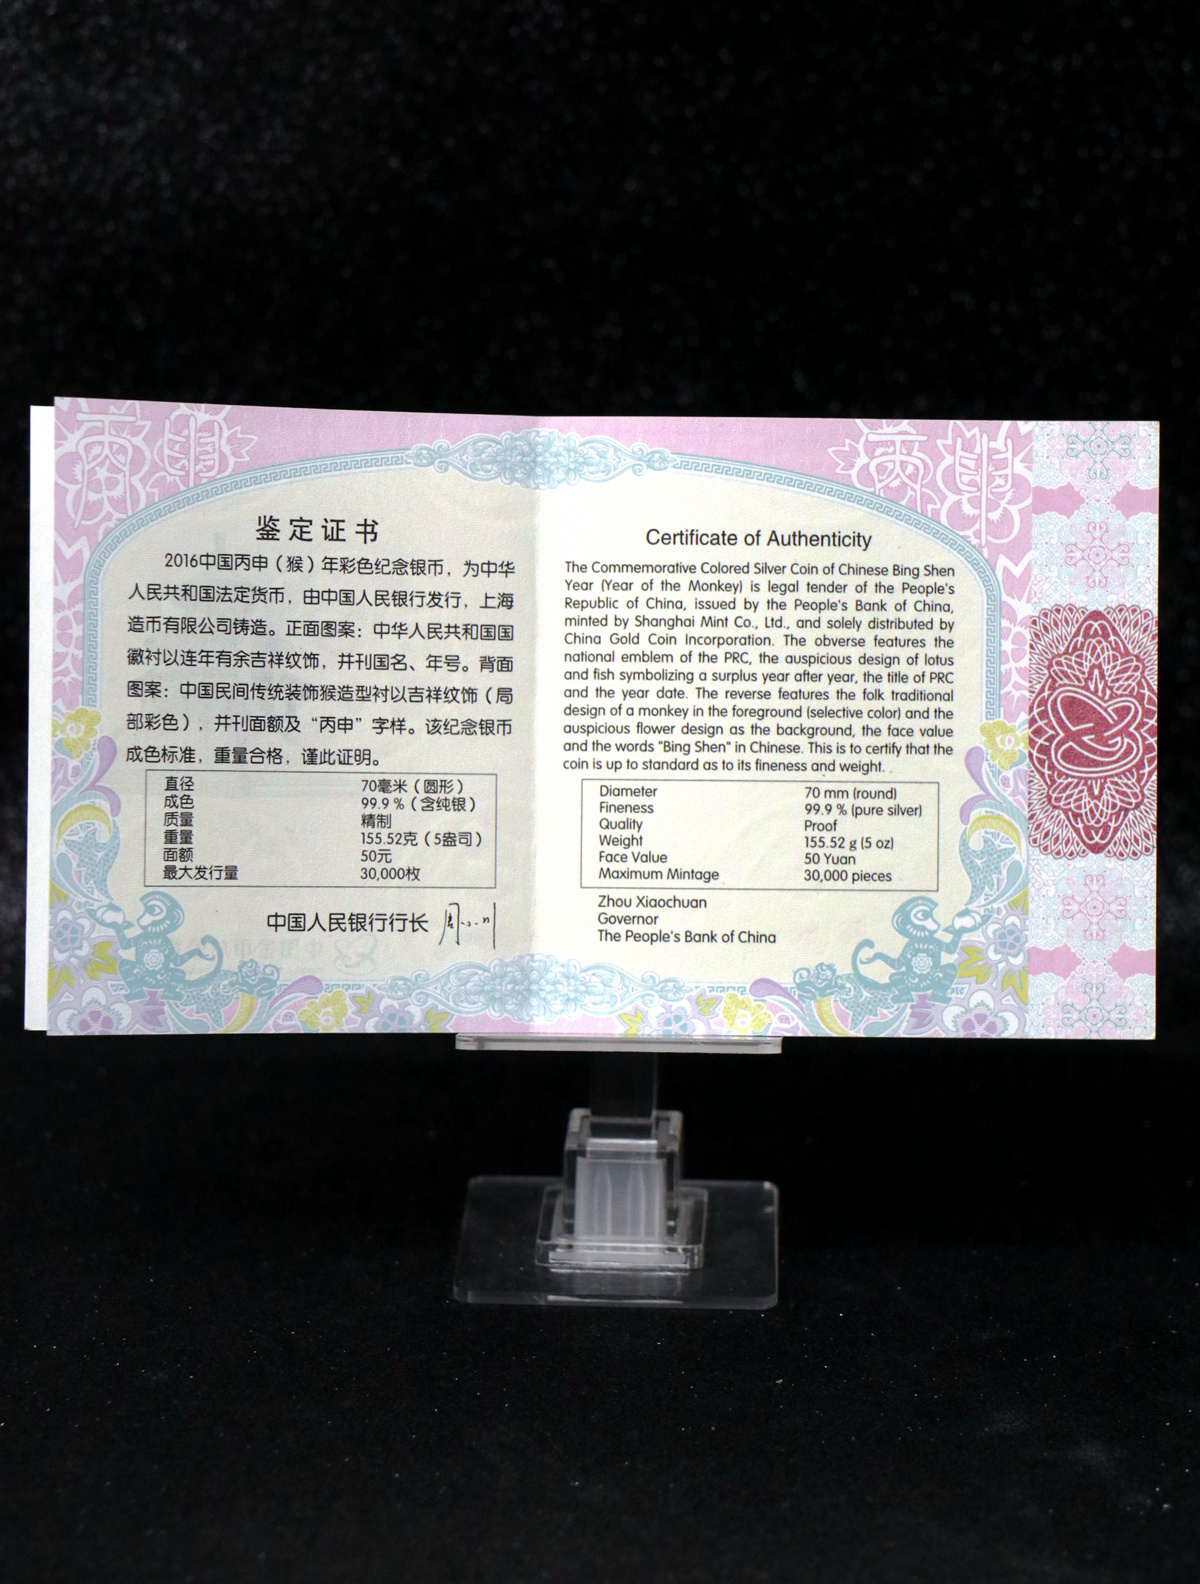 鉴定证书
2016中国丙申（猴）年彩色纪念银币，为中华
人民共和国法定货币，由中国人民银行发行，上海
造币有限公司铸造。正面图案：中华人民共和国国
徽衬以连年有余吉祥纹饰，并刊国名、年号。背面
图案：中国民间传统装饰猴造型衬以吉祥纹饰（局
部彩色），并刊面额及“丙申”字样。该纪念银币
成色标准，重量合格，谨此证明。
直径 70毫米（圆形）
成色 99.9％（含纯银）
质量 精制
重量 155.52克（5盎司）
面额 50元
最大发行量 30,000枚
中国人民银行行长
Certificate of Authenticity
The Commemorative Colored Silver Coin of Chinese Bing Shen
Year (Year of the Monkey) is legal tender of the People's
Republic of China, issued by the People's Bank of China,
minted by Shanghai Mint Co., Ltd., and solely distributed by
China Gold Coin Incorporation. The obverse features the
national emblem of the PRC, the auspicious design of lotus
and fish symbolizing a surplus year after year, the title of PRC
and the year date. The reverse features the folk traditional
design of a monkey in the foreground (selective color) and the
auspicious flower design as the background, the face value
and the words "Bing Shen" in Chinese. This is to certify that the
coin is up to standard as to its fineness and weight.
Diameter 70 mm (round)
Fineness 99.9 % (pure silver)
Quality Proof
Weight 155.52 g (5 oz)
Face Value 50 Yuan
Maximum Mintage 30,000 pieces
Zhou Xiaochuan
Governor
The People's Bank of China